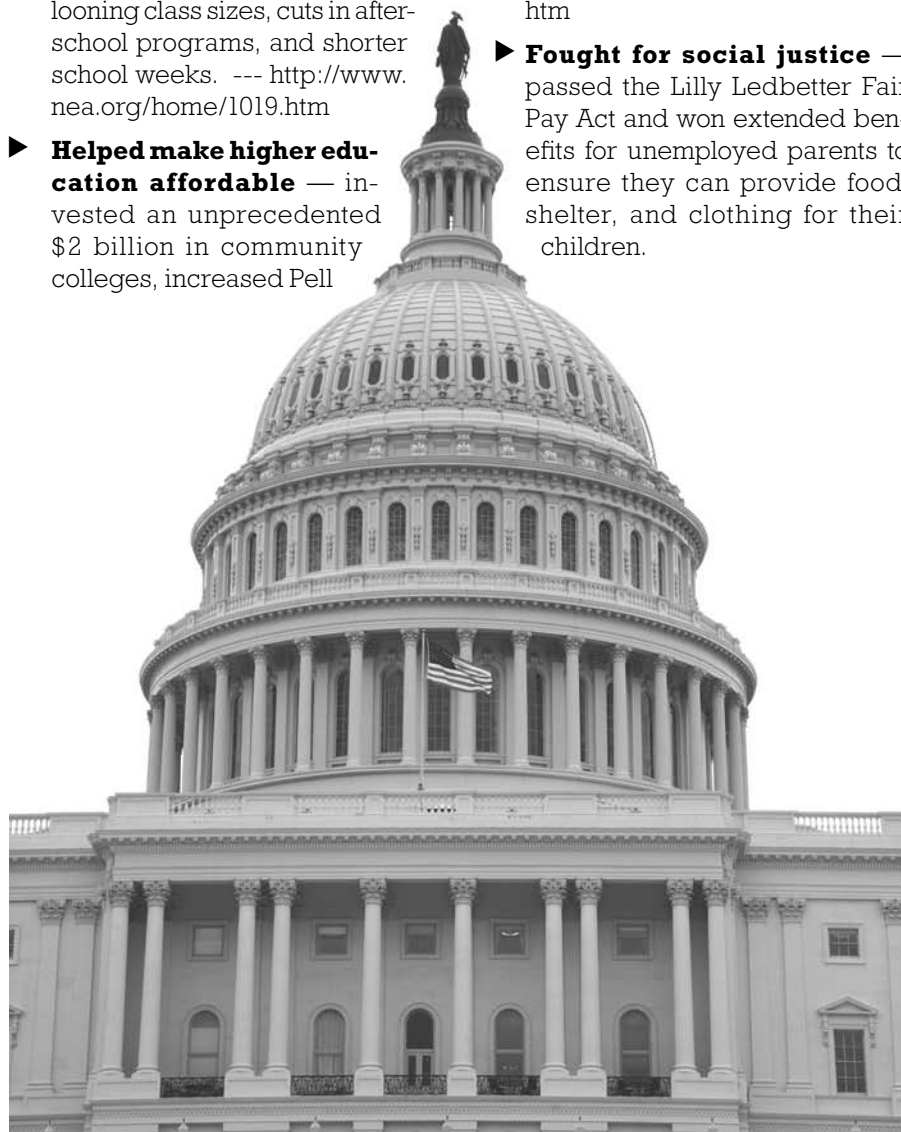 looning class sizes, cuts in after-
school programs, and shorter
school weeks. --- http://www.
nea.org/home/1019.htm
▶ Helped make higher edu-
cation affordable — in-
vested an unprecedented
$2 billion in community
colleges, increased Pell
htm
▶ Fought for social justice —
passed the Lilly Ledbetter Fair
Pay Act and won extended ben-
efits for unemployed parents to
ensure they can provide food
shelter, and clothing for their
children.